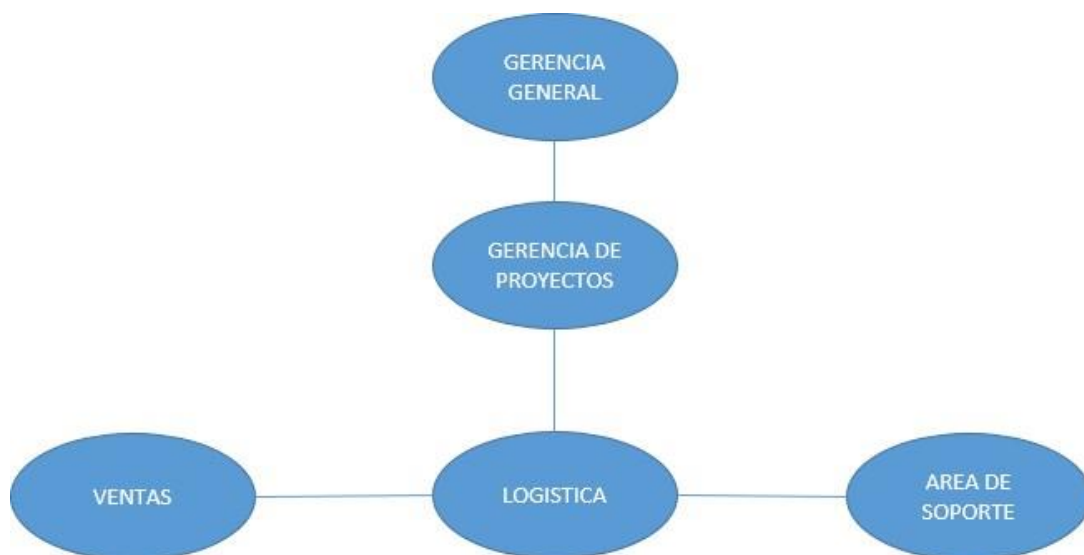 GERENCIA
GENERAL
GERENCIA DE
PROYECTOS
VENTAS
LOGISTICA
AREA DE
SOPORTE